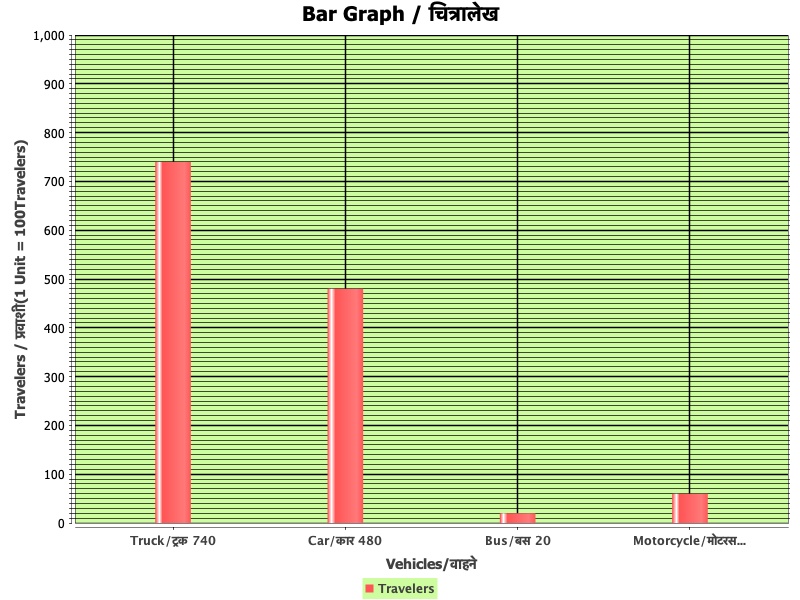 Bar Graph / चित्रालेख
Travelers / प्रवाशी(1 Unit = 100Travelers)
1,000
900
800
700
600
500
400
300
200
100
0
Truck/ट्रक 740 Car/कार 480 Bus/बस 20 Motorcycle/मोटरस...
Vehicles/वाहने
Travelers